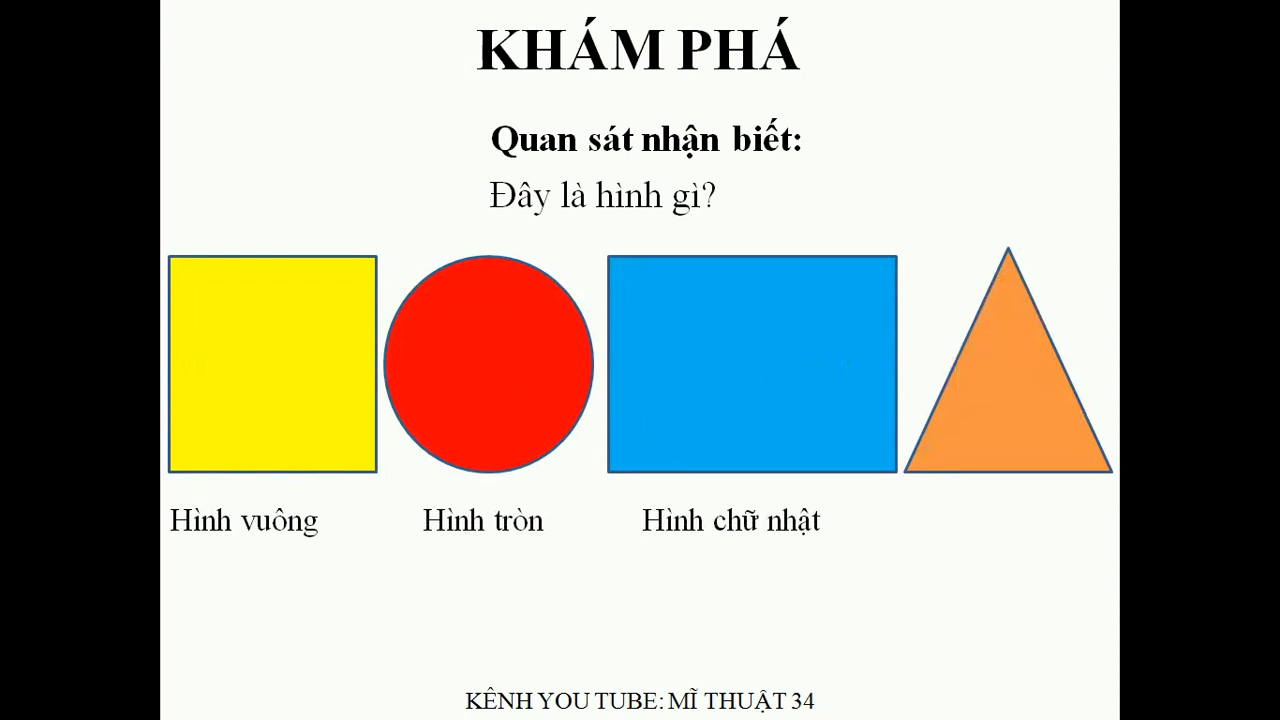 KHÁM PHÁ
Quan sát nhận biết:
Đây là hình gì?
Hình vuông Hình tròn Hình chữ nhật
KÊNH YOU TUBE: MĨ THUẬT 34